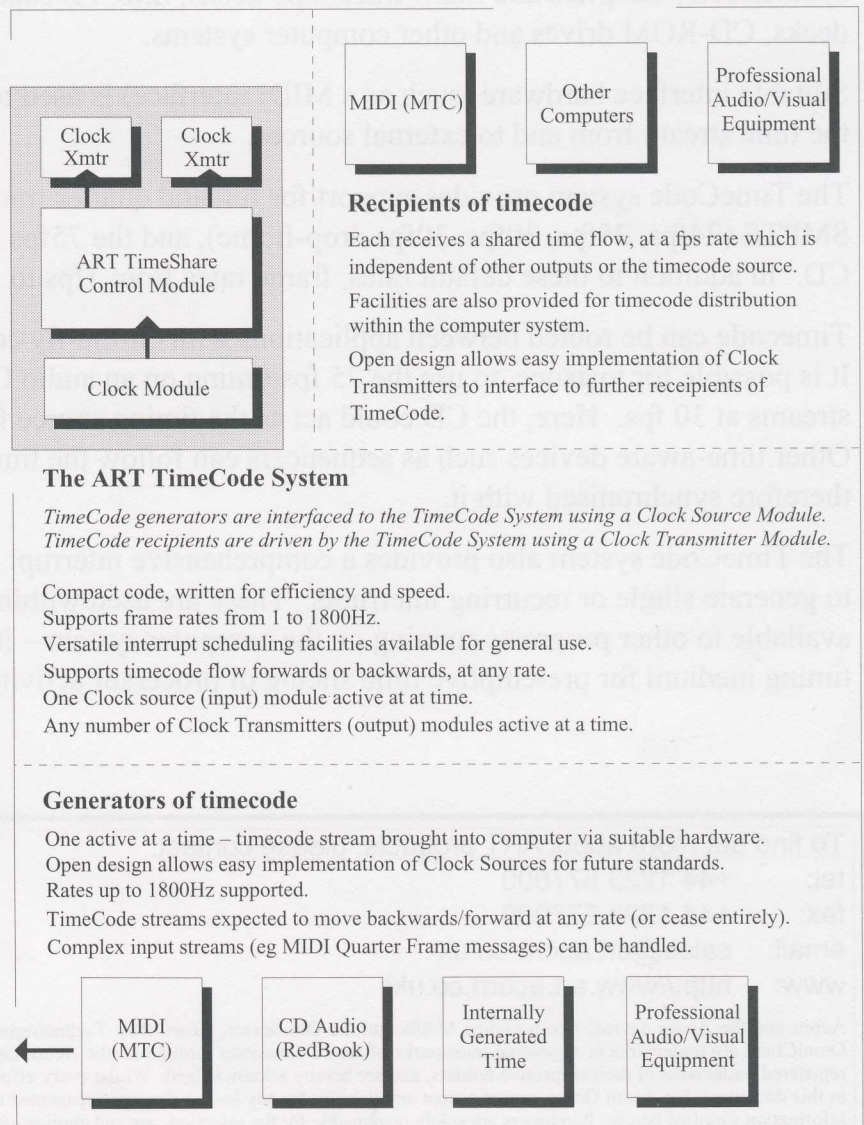 Clock
Xmtr
Clock
Xmtr
ART TimeShare
Control Module
Clock Module
MIDI (MTC)
Other
Computers
Professional
Audio/Visual
Equipment
Recipients of timecode
Each receives a shared time flow, at a fps rate which is
independent of other outputs or the timecode source.
Facilities are also provided for timecode distribution
within the computer system.
Open design allows easy implementation of Clock
Transmitters to interface to further receipients of
TimeCode.
The ART TimeCode System
TimeCode generators are interfaced to the TimeCode System using a Clock Source Module.
TimeCode recipients are driven by the TimeCode System using a Clock Transmitter Module.
Compact code, written for efficiency and speed.
Supports frame rates from 1 to 1800Hz.
Versatile interrupt scheduling facilities available for general use.
Support timecode flow forwards or backwards, at any rate.
One Clock source (input) module active at at time.
Any number of Clock Transmitters (output) modules active at a time.
Generators of timecode
One active at a time – timecode stream brought into computer via suitable hardware.
Open design allows easy implementation of Clock Sources for future standards.
Rates up to 1800Hz supported.
TimeCode streams expected to move backwards/forward at any rate (or cease entirely).
Complex input streams (eg MIDI Quarter Frame messages) can be handled.
MIDI
(MTC)
CD Audio
(RedBook)
Internally
Generated
Time
Professional
Audio/Visual
Equipment